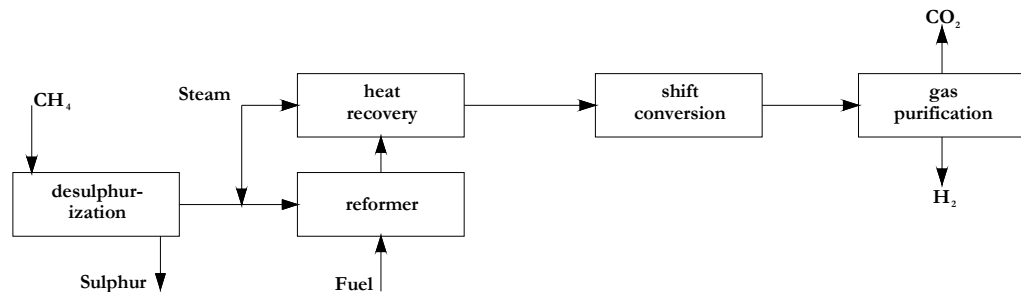 CO₂
CH₄
Steam
heat
recovery
shift
conversion
gas
purification
desulphur-
ization
reformer
H₂
Sulphur
Fuel